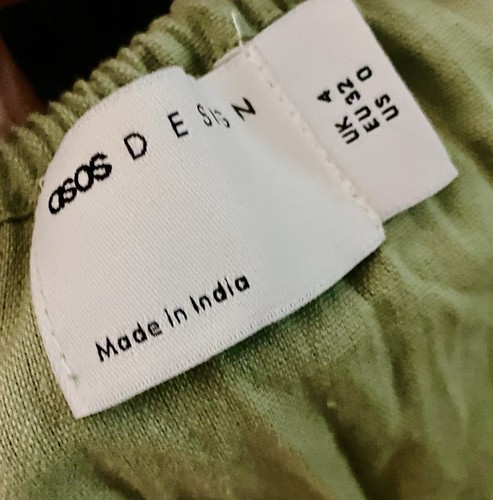 asos DESIGN
Made in India
UK 4
EU 32
US 0